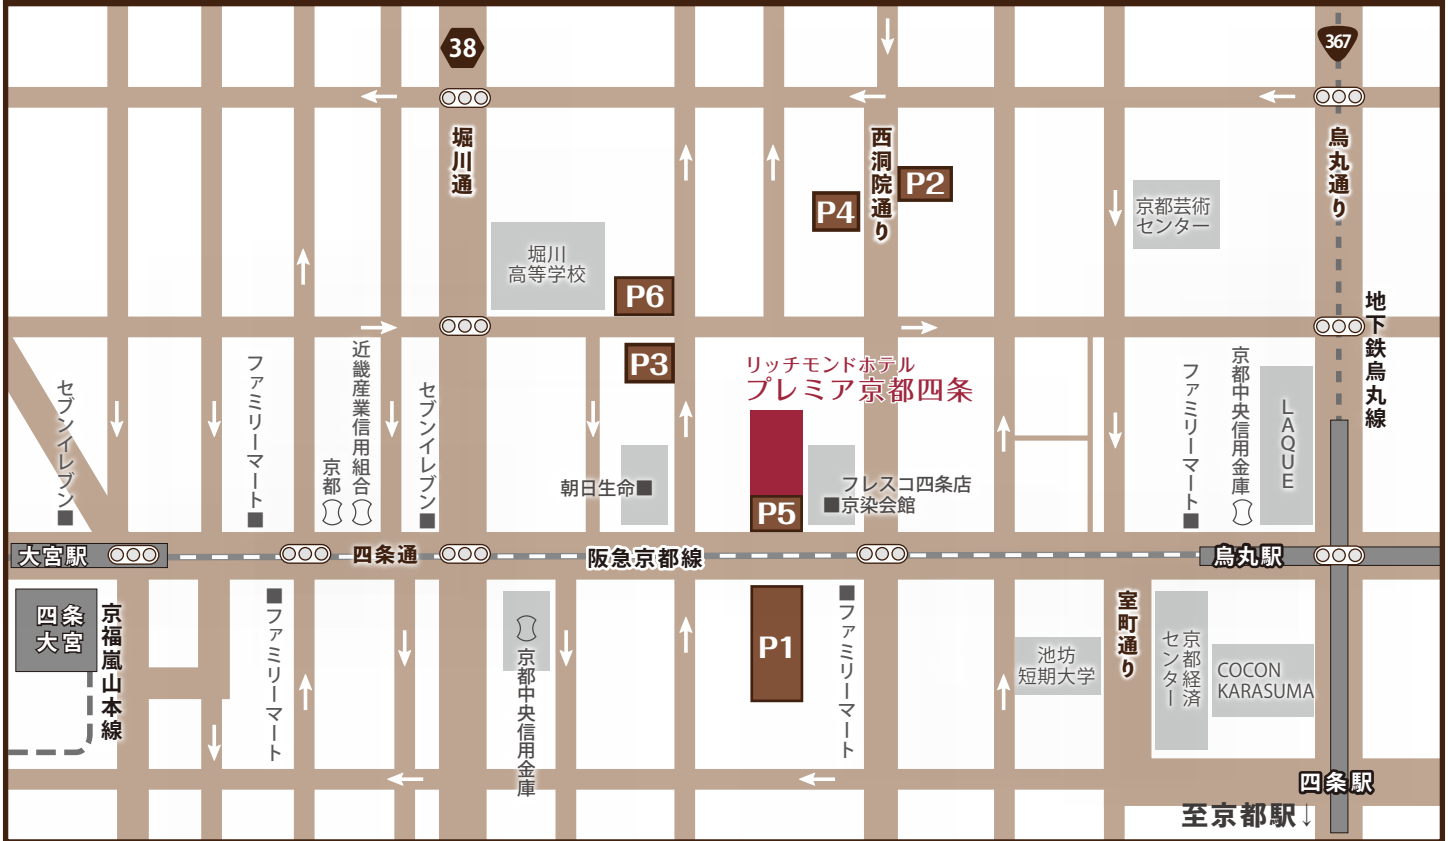 38
367
堀川通
西洞院通り
烏丸通り
P2
P4
京都芸術
センター
堀川
高等学校
P6
地下鉄烏丸線
P3
リッチモンドホテル
プレミア京都四条
セブンイレブン
ファミリーマート
京都
近畿産業信用組合
セブンイレブン
朝日生命
フレスコ四条店
京染会館
P5
ファミリーマート
京都中央信用金庫
LAQUE
大宮駅
四条通
阪急京都線
烏丸駅
四条
大宮
京福嵐山本線
ファミリーマート
京都中央信用金庫
P1
ファミリーマート
池坊
短期大学
室町通り
京都経済
センター
COCON
KARASUMA
四条駅
至京都駅↓